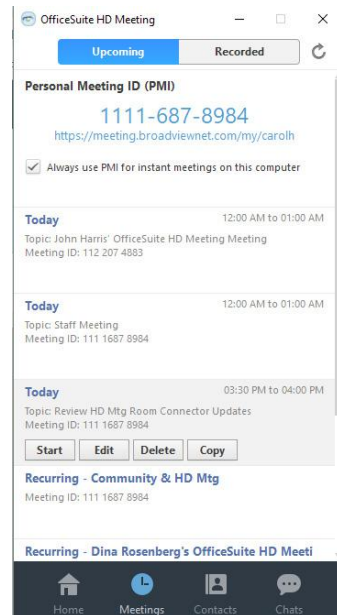 OfficeSuite HD Meeting
Upcoming Recorded
Personal Meeting ID (PMI)
1111-687-8984
https://meeting.broadviewnet.com/my/carolh
Always use PMI for instant meetings on this computer
Today 12:00 AM to 01:00 AM
Topic: John Harris' OfficeSuite HD Meeting Meeting
Meeting ID: 112 207 4883
Today 12:00 AM to 01:00 AM
Topic: Staff Meeting
Meeting ID: 111 1687 8984
Today 03:30 PM to 04:00 PM
Topic: Review HD Mtg Room Connector Updates
Meeting ID: 111 1687 8984
Start Edit Delete Copy
Recurring - Community & HD Mtg
Meeting ID: 111 1687 8984
Recurring - Dina Rosenberg's OfficeSuite HD Meeti
Home Meetings Contacts Chats